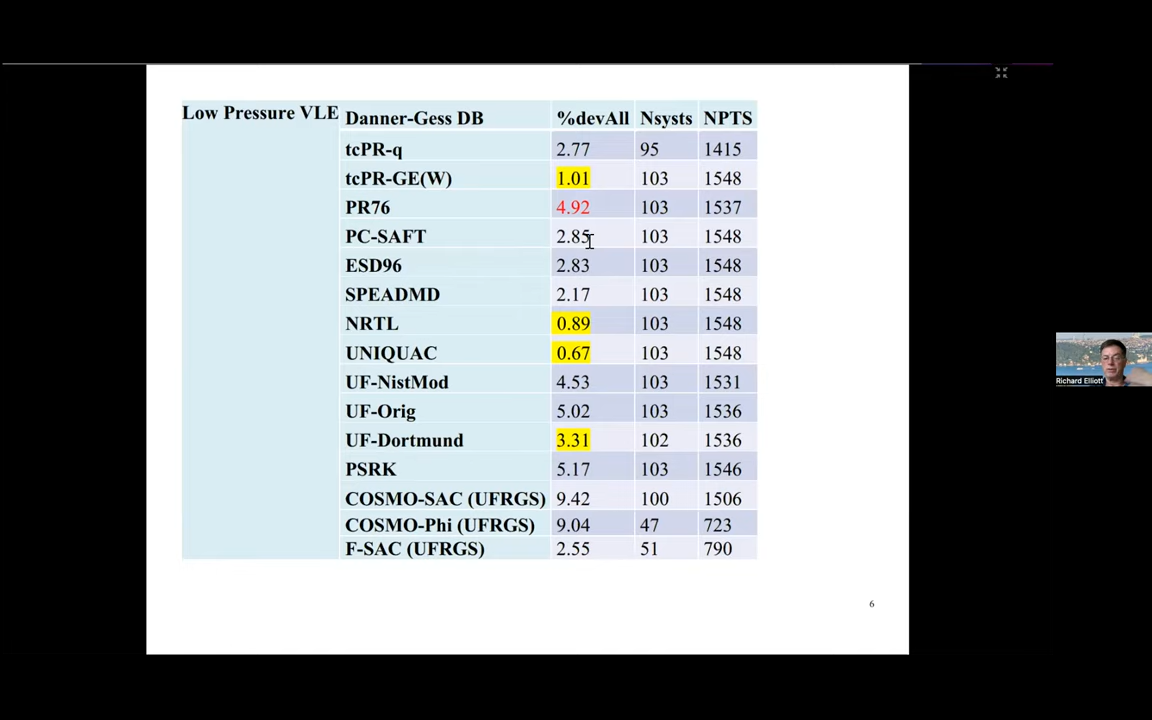 Low Pressure VLE Danner-Gess DB %devAll Nsysts NPTS
tcPR-q 2.77 95 1415
tcPR-GE(W) 1.01 103 1548
PR76 4.92 103 1537
PC-SAFT 2.85 103 1548
ESD96 2.83 103 1548
SPEADMD 2.17 103 1548
NRTL 0.89 103 1548
UNIQUAC 0.67 103 1548
UF-NistMod 4.53 103 1531
UF-Orig 5.02 103 1536
UF-Dortmund 3.31 102 1536
PSRK 5.17 103 1546
COSMO-SAC (UFRGS) 9.42 100 1506
COSMO-Phi (UFRGS) 9.04 47 723
F-SAC (UFRGS) 2.55 51 790
6
Richard Elliott